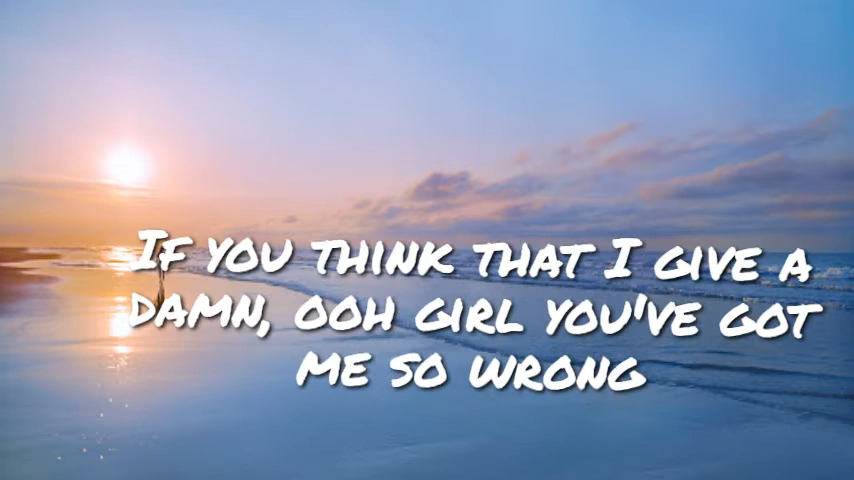 If you think that I give a
damn, ooh girl you've got
me so wrong